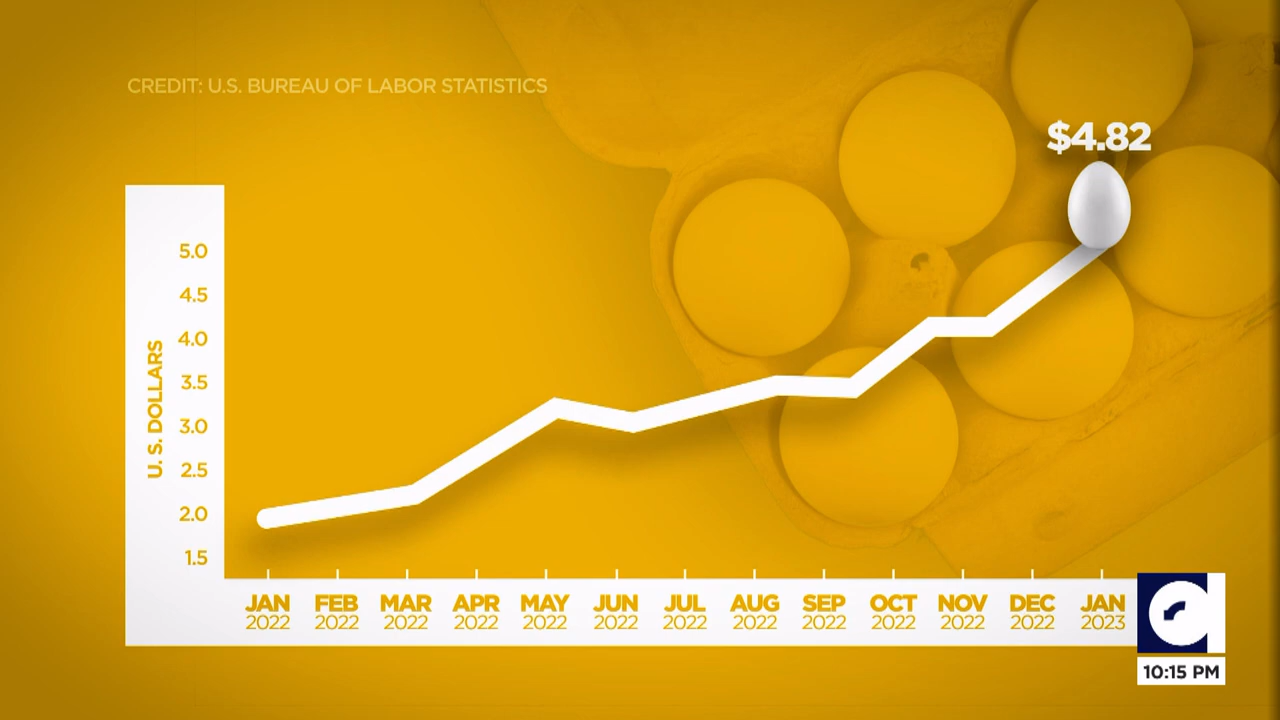 CREDIT: U.S. BUREAU OF LABOR STATISTICS
$4.82
U. S. DOLLARS
5.0
4.5
4.0
3.5
3.0
2.5
2.0
1.5
JAN FEB MAR APR MAY JUN JUL AUG SEP OCT NOV DEC JAN
2022 2022 2022 2022 2022 2022 2022 2022 2022 2022 2022 2022 2023
10:15 PM